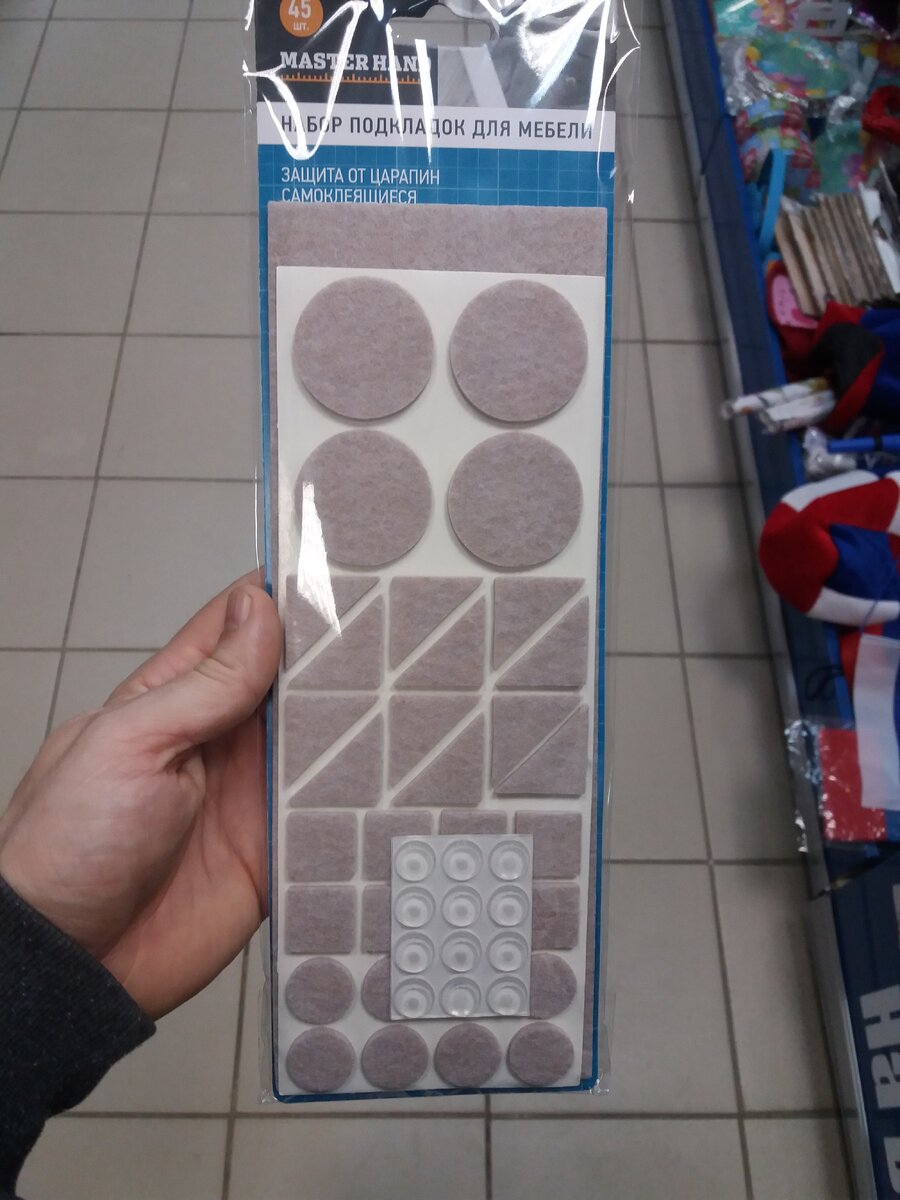 45
шт.
MASTER HAND
НАБОР ПОДКЛАДОК ДЛЯ МЕБЕЛИ
ЗАЩИТА ОТ ЦАРАПИН
САМОКЛЕЯЩИЕСЯ